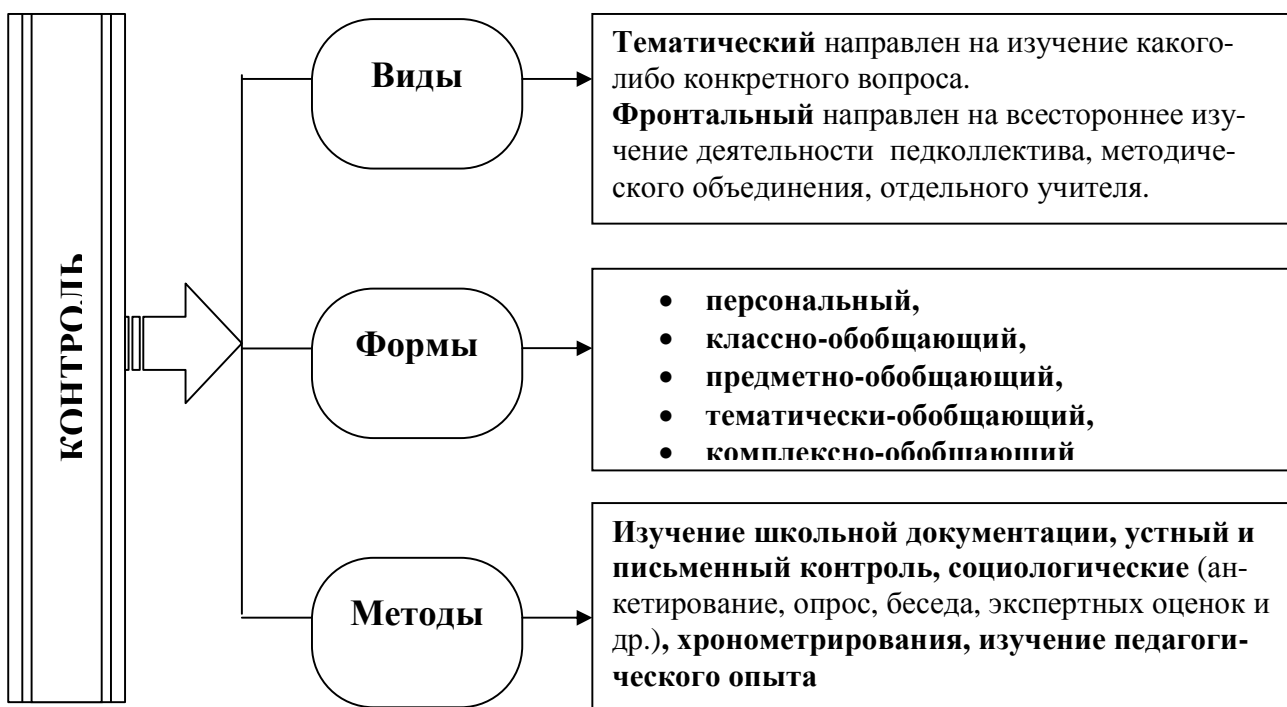 КОНТРОЛЬ
Виды
Тематический направлен на изучение какого-
либо конкретного вопроса.
Фронтальный направлен на всестороннее изу-
чение деятельности педколлектива, методиче-
ского объединения, отдельного учителя.
Формы
• персональный,
• классно-обобщающий,
• предметно-обобщающий,
• тематически-обобщающий,
• комплексно-обобщающий
Методы
Изучение школьной документации, устный и
письменный контроль, социологические (ан-
кетирование, опрос, беседа, экспертных оценок и
др.), хронометрирования, изучение педагоги-
ческого опыта